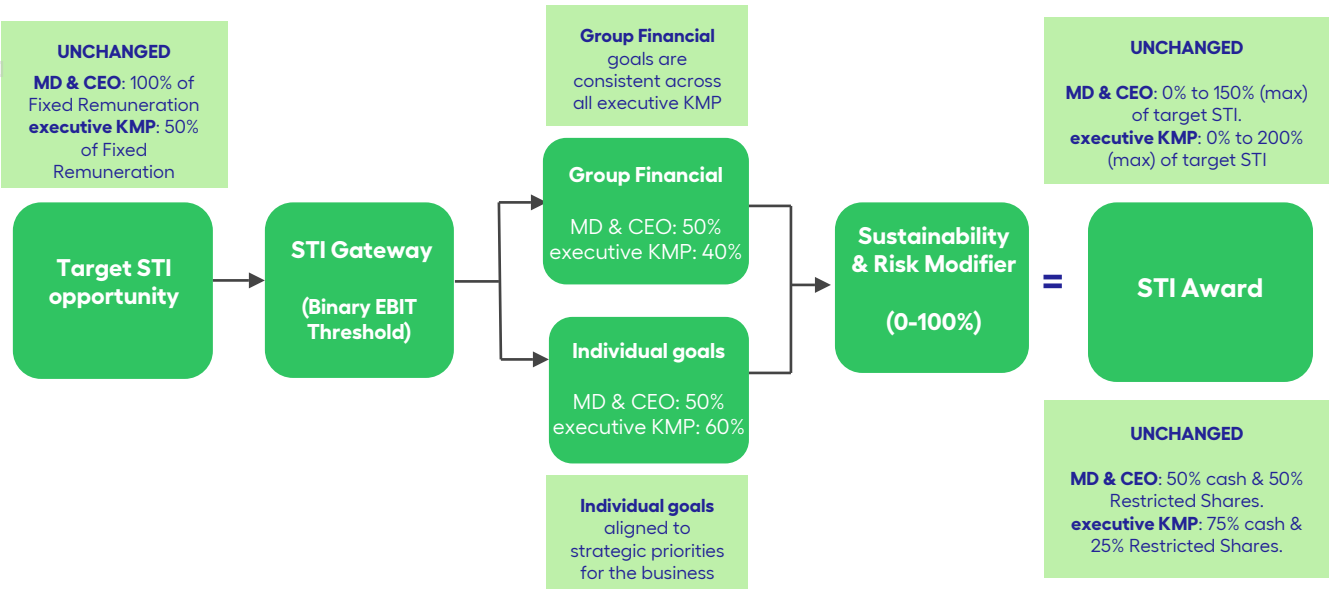 UNCHANGED
MD & CEO: 100% of
Fixed Remuneration
executive KMP: 50%
of Fixed
Remuneration
Target STI
opportunity
STI Gateway
(Binary EBIT
Threshold)
Group Financial
goals are
consistent across
all executive KMP
Group Financial
MD & CEO: 50%
executive KMP: 40%
Individual goals
MD & CEO: 50%
executive KMP: 60%
Individual goals
aligned to
strategic priorities
for the business
Sustainability
& Risk Modifier
(0-100%)
=
UNCHANGED
MD & CEO: 0% to 150% (max)
of target STI.
executive KMP: 0% to 200%
(max) of target STI
STI Award
UNCHANGED
MD & CEO: 50% cash & 50%
Restricted Shares.
executive KMP: 75% cash &
25% Restricted Shares.